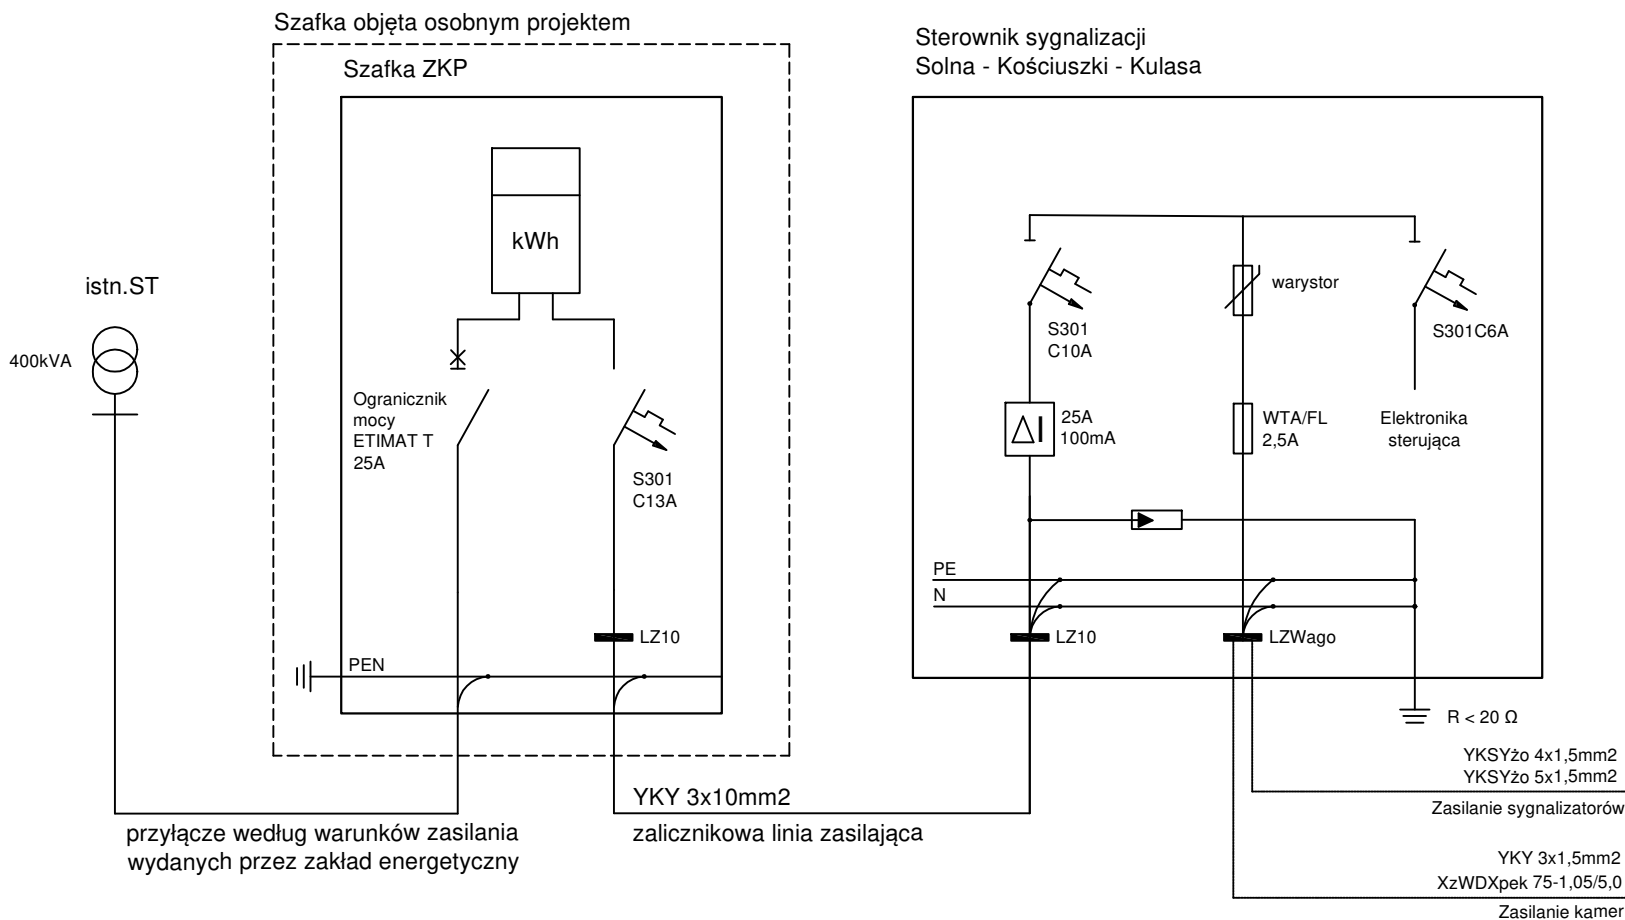 Szafka objęta osobnym projektem
Szafka ZKP
kWh
istn.ST
400kVA
Ogranicznik
mocy
ETIMAT T
25A
S301
C13A
LZ10
PEN
przyłącze według warunków zasilania
wydanych przez zakład energetyczny
YKY 3x10mm2
zalicznikowa linia zasilająca
Sterownik sygnalizacji
Solna - Kościuszki - Kulasa
S301
C10A
warystor
S301C6A
ΔI
25A
100mA
WTA/FL
2,5A
Elektronika
sterująca
PE
N
LZ10
LZWago
R < 20 Ω
YKSYżo 4x1,5mm2
YKSYżo 5x1,5mm2
Zasilanie sygnalizatorów
YKY 3x1,5mm2
XzWDXpek 75-1,05/5,0
Zasilanie kamer